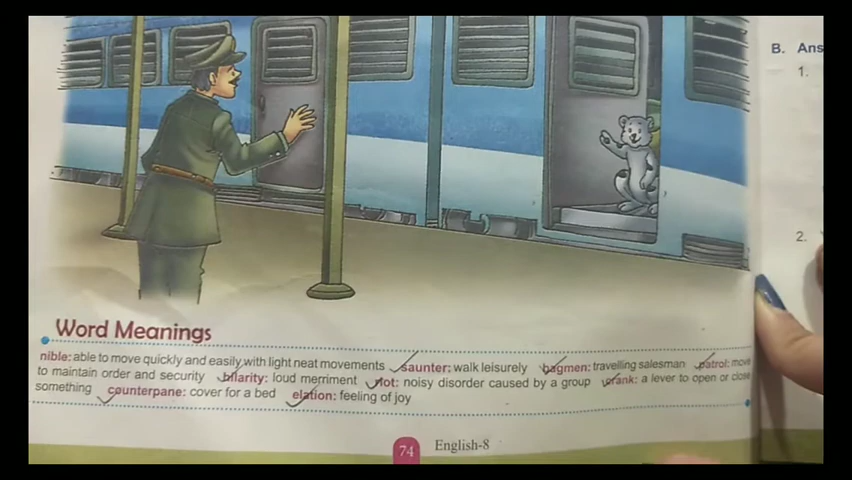 B. Ans
1.
2.
Word Meanings
nible: able to move quickly and easily with light neat movements saunter: walk leisurely bagmen: travelling salesman patrol: move
to maintain order and security hilarity: loud merriment riot: noisy disorder caused by a group crank: a lever to open or close
something counterpane: cover for a bed elation: feeling of joy
74 English-8